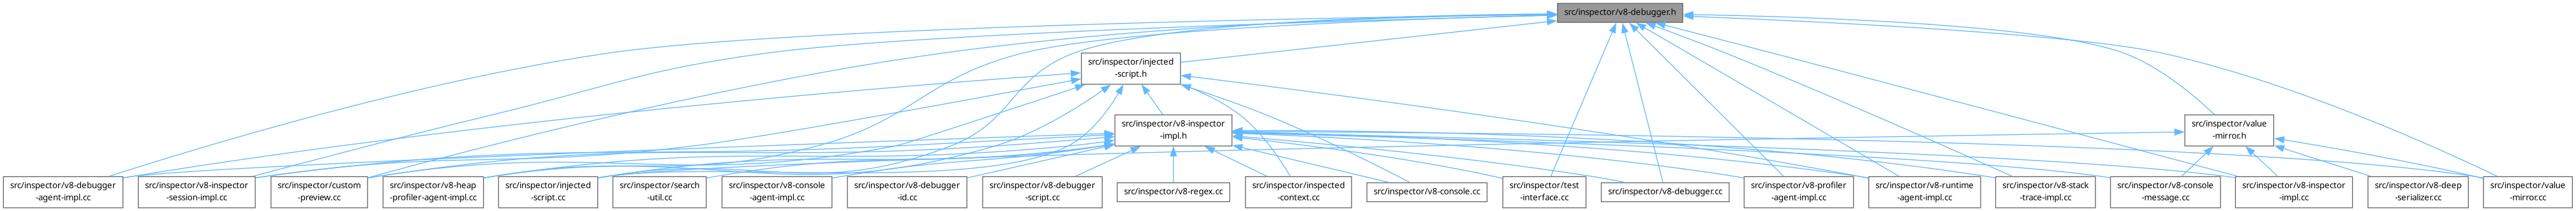 src/inspector/v8-debugger.h
src/inspector/injected
-script.h
src/inspector/v8-inspector
-impl.h
src/inspector/value
-mirror.h
src/inspector/v8-debugger
-agent-impl.cc
src/inspector/v8-inspector
-session-impl.cc
src/inspector/custom
-preview.cc
src/inspector/v8-heap
-profiler-agent-impl.cc
src/inspector/injected
-script.cc
src/inspector/search
-util.cc
src/inspector/v8-console
-agent-impl.cc
src/inspector/v8-debugger
-id.cc
src/inspector/v8-debugger
-script.cc
src/inspector/v8-regex.cc
src/inspector/inspected
-context.cc
src/inspector/v8-console.cc
src/inspector/test
-interface.cc
src/inspector/v8-debugger.cc
src/inspector/v8-profiler
-agent-impl.cc
src/inspector/v8-runtime
-agent-impl.cc
src/inspector/v8-stack
-trace-impl.cc
src/inspector/v8-console
-message.cc
src/inspector/v8-inspector
-impl.cc
src/inspector/v8-deep
-serializer.cc
src/inspector/value
-mirror.cc